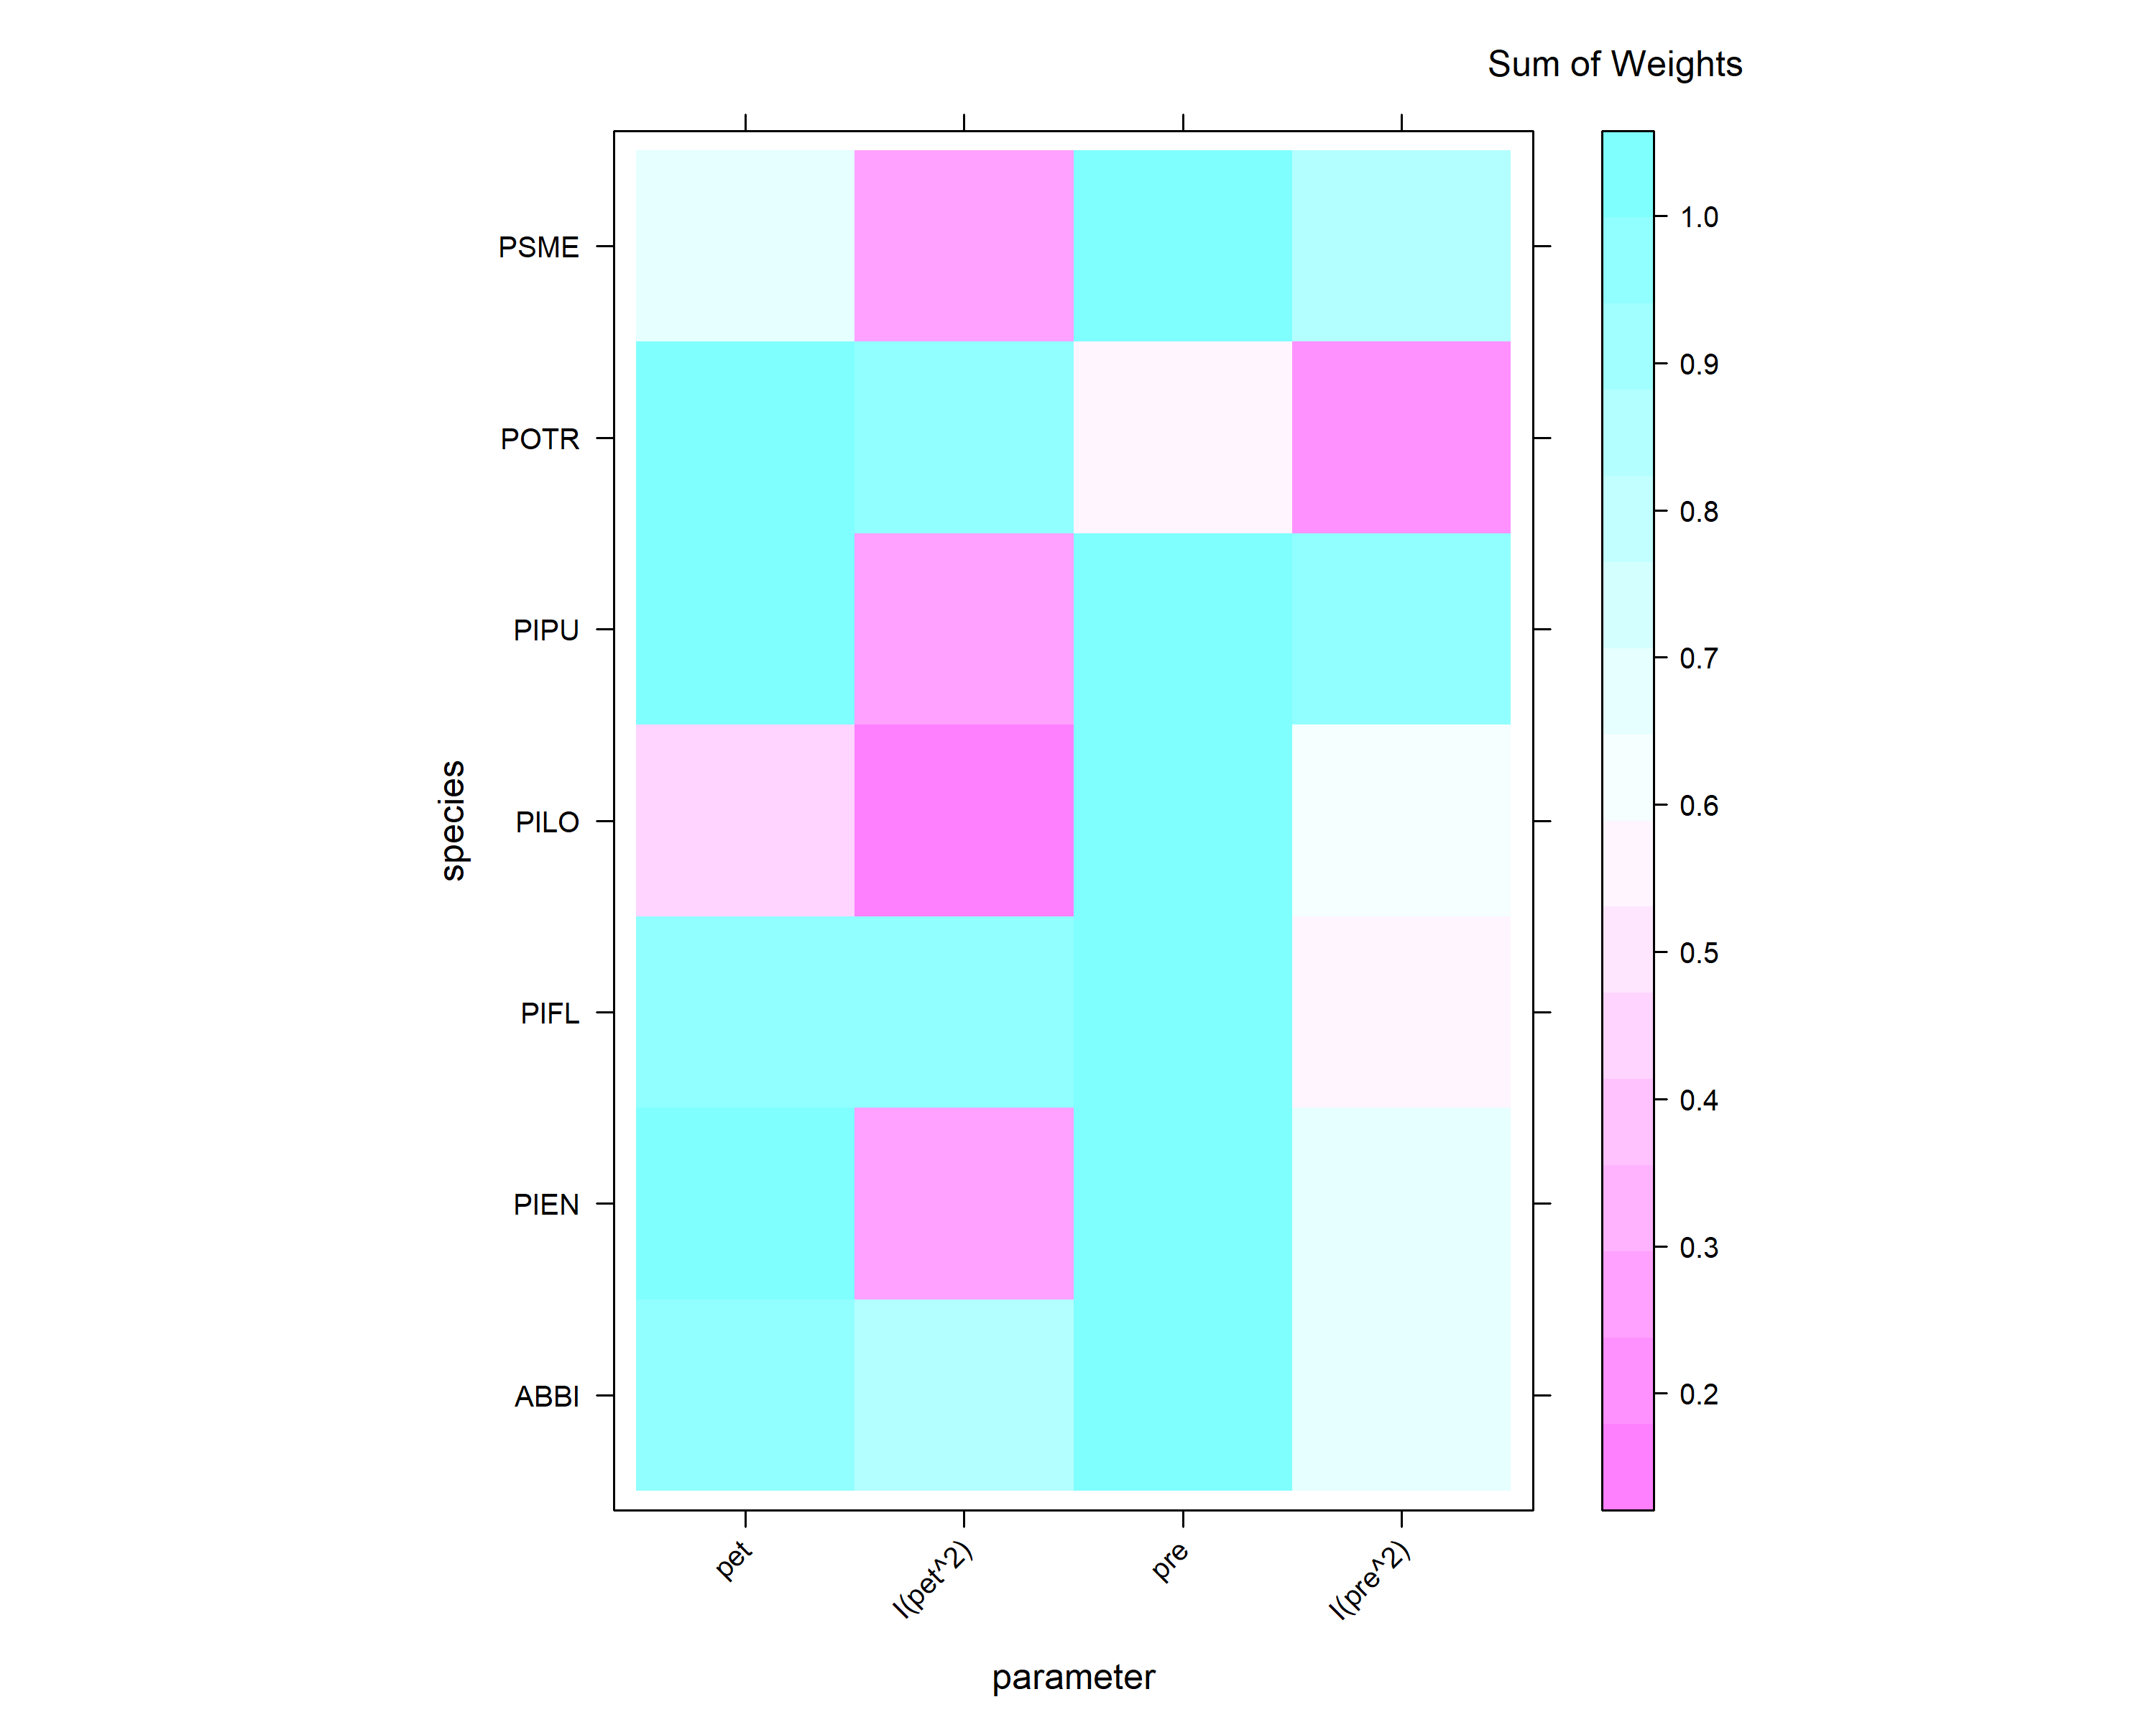 Sum of Weights
PSME
POTR
PIPU
PILO
PIFL
PIEN
ABBI
species
1.0
0.9
0.8
0.7
0.6
0.5
0.4
0.3
0.2
pet
I(pet^2)
pre
I(pre^2)
parameter